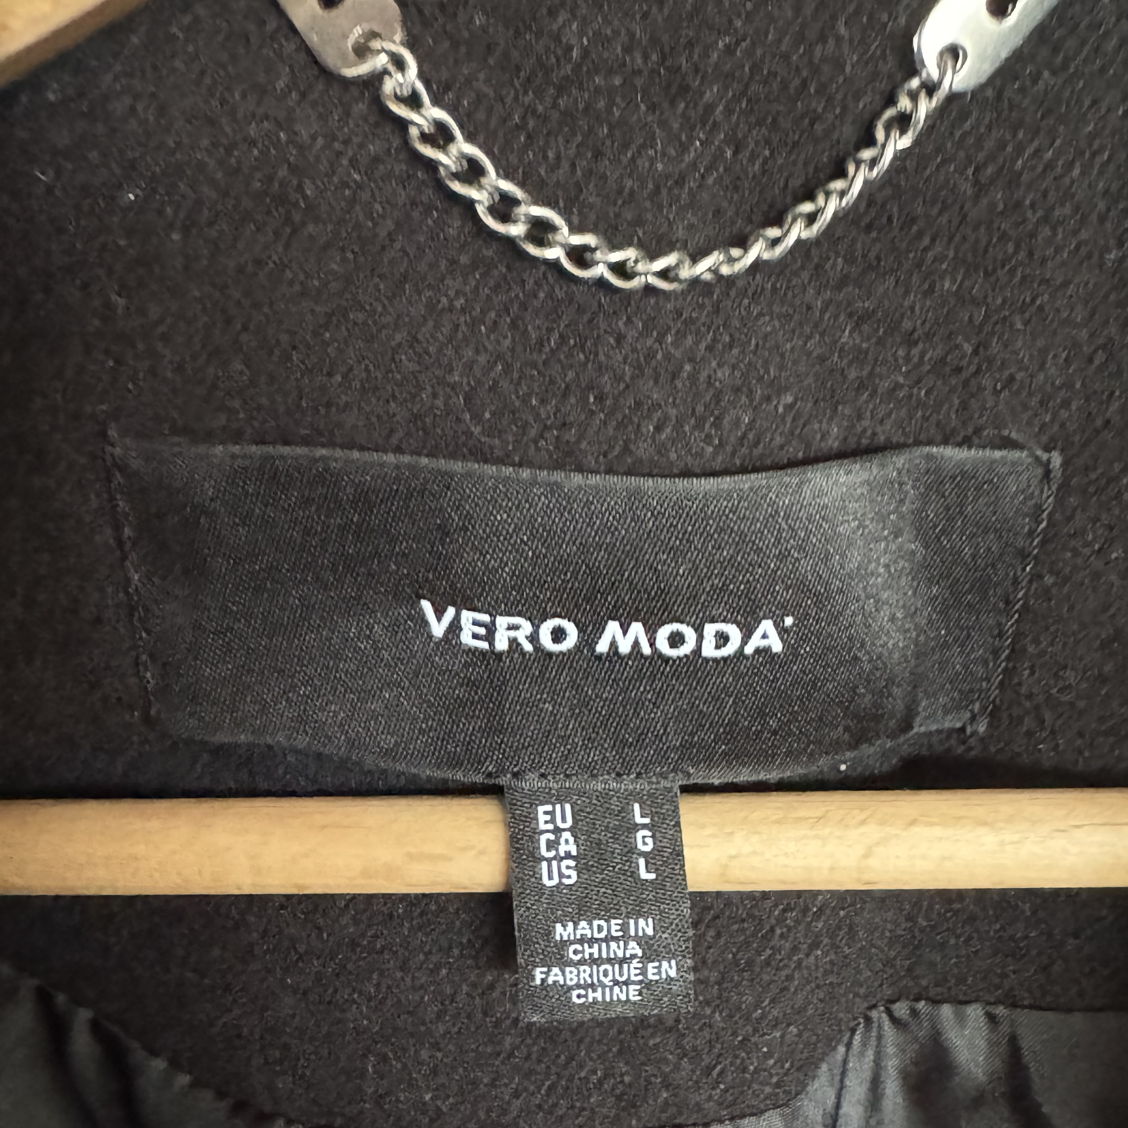 VERO MODA
EU L
CA G
US L
MADE IN
CHINA
FABRIQUÉ EN
CHINE